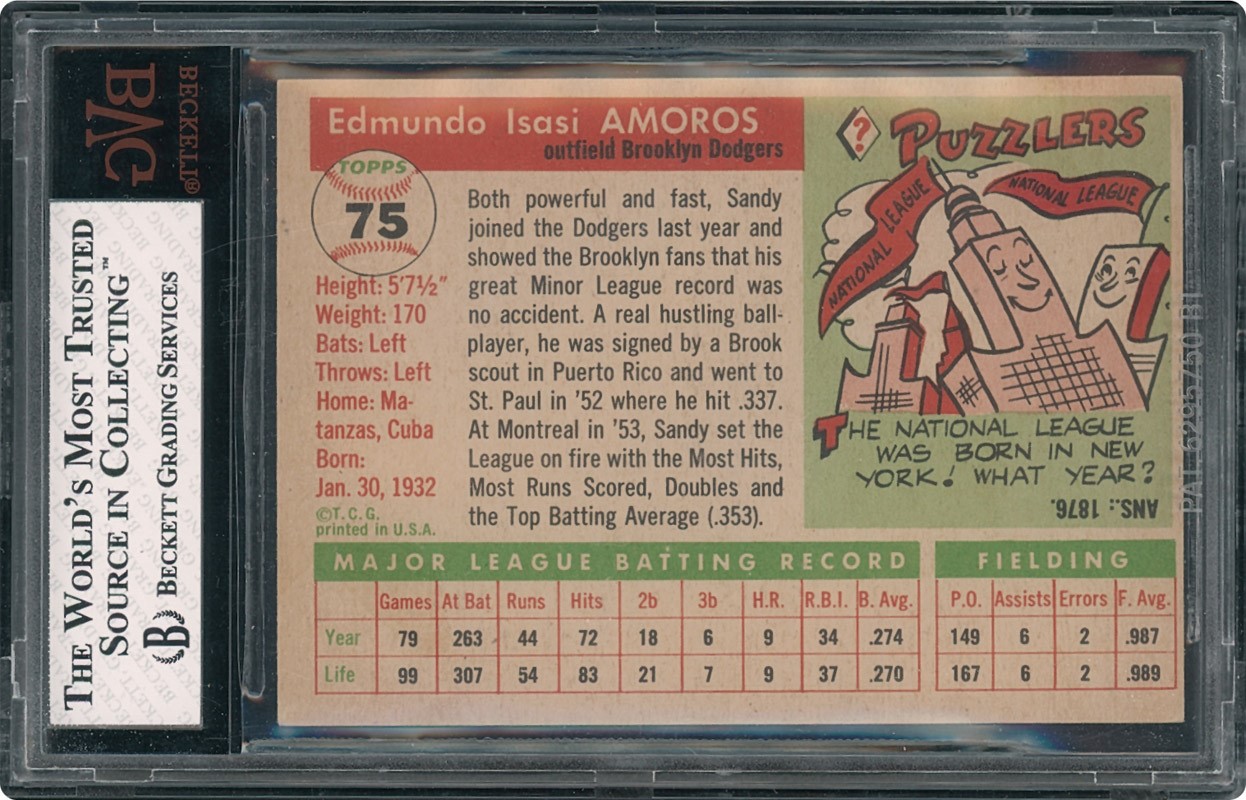 BECKETT®
BVG
THE WORLD'S MOST TRUSTED
SOURCE IN COLLECTING™
B BECKETT GRADING SERVICES
Edmundo Isasi AMOROS
outfield Brooklyn Dodgers
TOPPS
75
Height: 5'7½"
Weight: 170
Bats: Left
Throws: Left
Home: Ma-
tanzas, Cuba
Born:
Jan. 30, 1932
©T.C.G.
printed in U.S.A.
Both powerful and fast, Sandy
joined the Dodgers last year and
showed the Brooklyn fans that his
great Minor League record was
no accident. A real hustling ball-
player, he was signed by a Brook
scout in Puerto Rico and went to
St. Paul in '52 where he hit .337.
At Montreal in '53, Sandy set the
League on fire with the Most Hits,
Most Runs Scored, Doubles and
the Top Batting Average (.353).
? PUZZLERS
NATIONAL LEAGUE
NATIONAL LEAGUE
THE NATIONAL LEAGUE
WAS BORN IN NEW
YORK! WHAT YEAR?
ANS.: 1876.
MAJOR LEAGUE BATTING RECORD
Games At Bat Runs Hits 2b 3b H.R. R.B.I. B. Avg.
Year 79 263 44 72 18 6 9 34 .274
Life 99 307 54 83 21 7 9 37 .270
FIELDING
P.O. Assists Errors F. Avg.
149 6 2 .987
167 6 2 .989